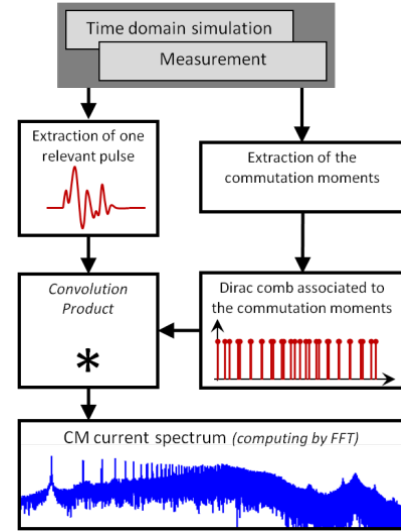 Time domain simulation
Measurement
Extraction of one
relevant pulse
Extraction of the
commutation moments
Convolution
Product
*
Dirac comb associated to
the commutation moments
CM current spectrum (computing by FFT)